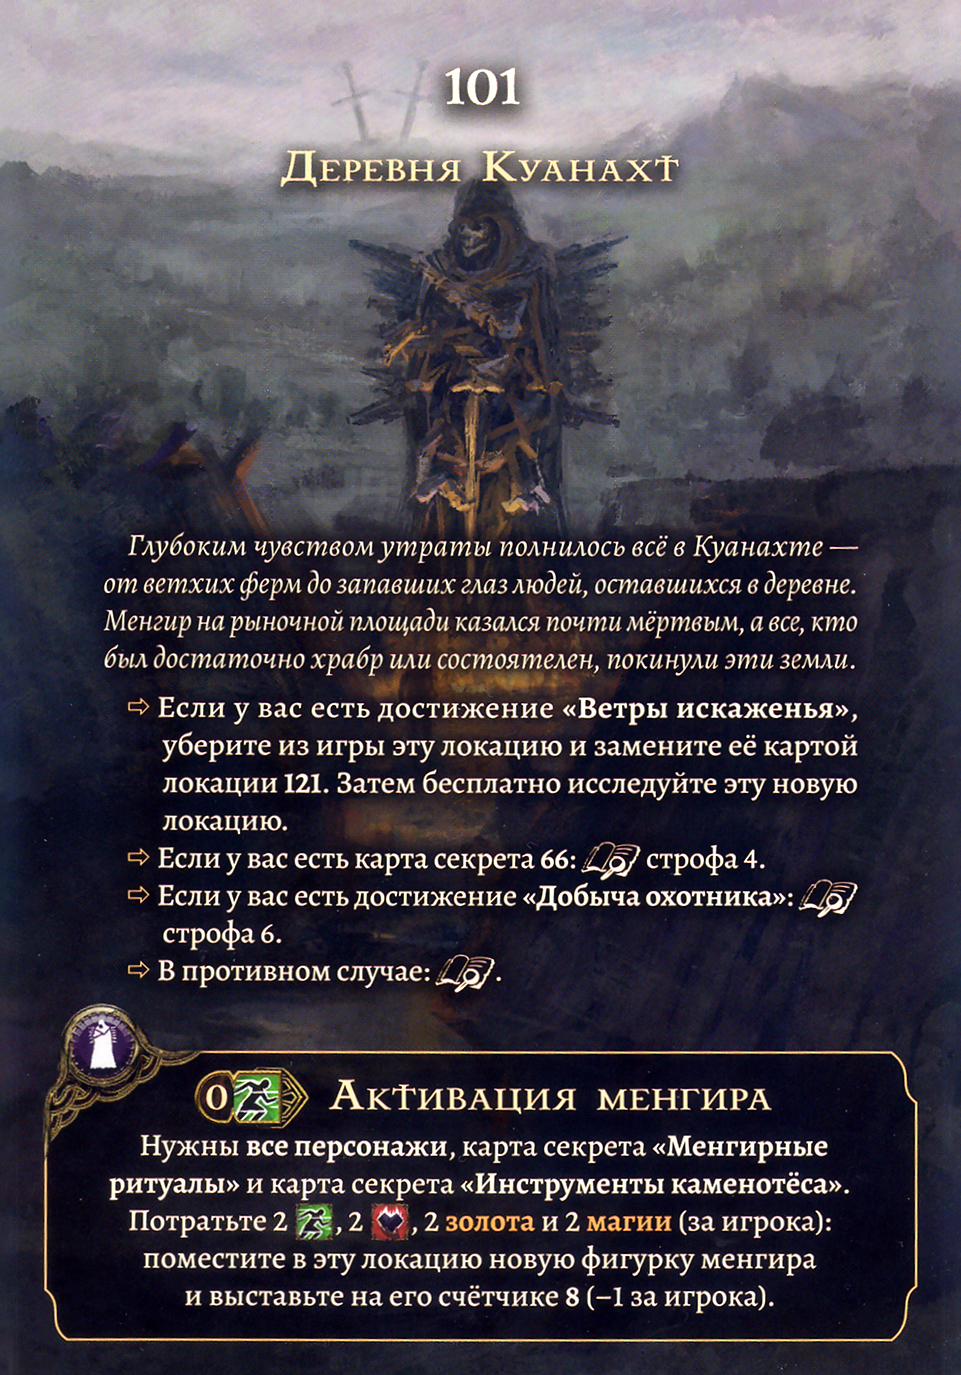 101
Деревня Куанахт
Глубоким чувством утраты полнилось всё в Куанахте —
от ветхих ферм до запавших глаз людей, оставшихся в деревне.
Менгир на рыночной площади казался почти мёртвым, а все, кто
был достаточно храбр или состоятелен, покинули эти земли.
⇨ Если у вас есть достижение «Ветры искаженья»,
уберите из игры эту локацию и замените её картой
локации 121. Затем бесплатно исследуйте эту новую
локацию.
⇨ Если у вас есть карта секрета 66: строфа 4.
⇨ Если у вас есть достижение «Добыча охотника»:
строфа 6.
⇨ В противном случае: .
0 Активация менгира
Нужны все персонажи, карта секрета «Менгирные
ритуалы» и карта секрета «Инструменты каменотёса».
Потратьте 2 , 2 , 2 золота и 2 магии (за игрока):
поместите в эту локацию новую фигурку менгира
и выставьте на его счётчике 8 (–1 за игрока).